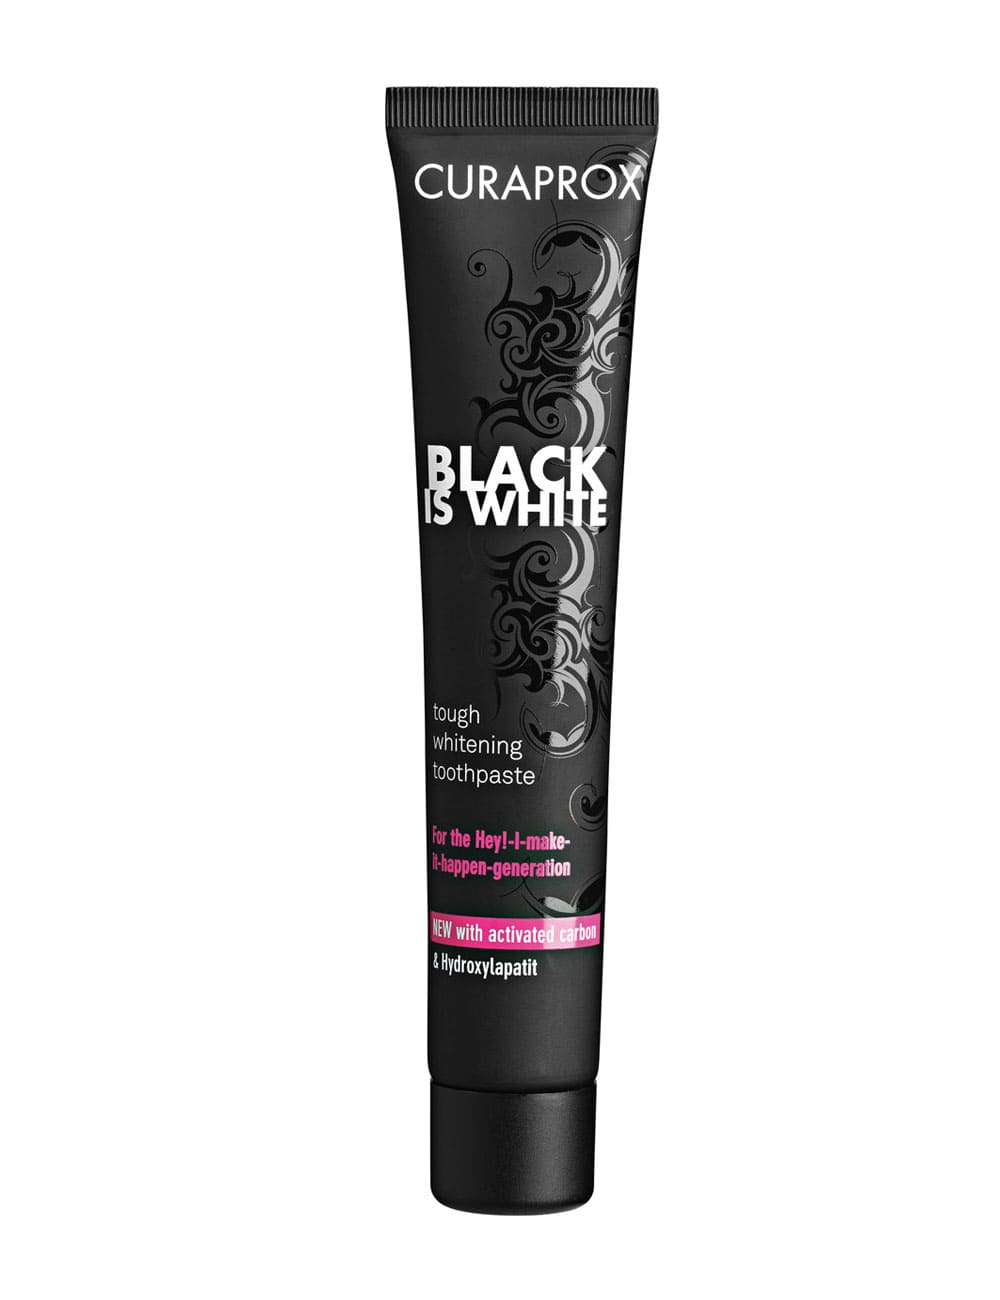 CURAPROX
BLACK
IS WHITE
tough
whitening
toothpaste
For the Hey!-I-make-
it-happen-generation
NEW with activated carbon
& Hydroxylapatit